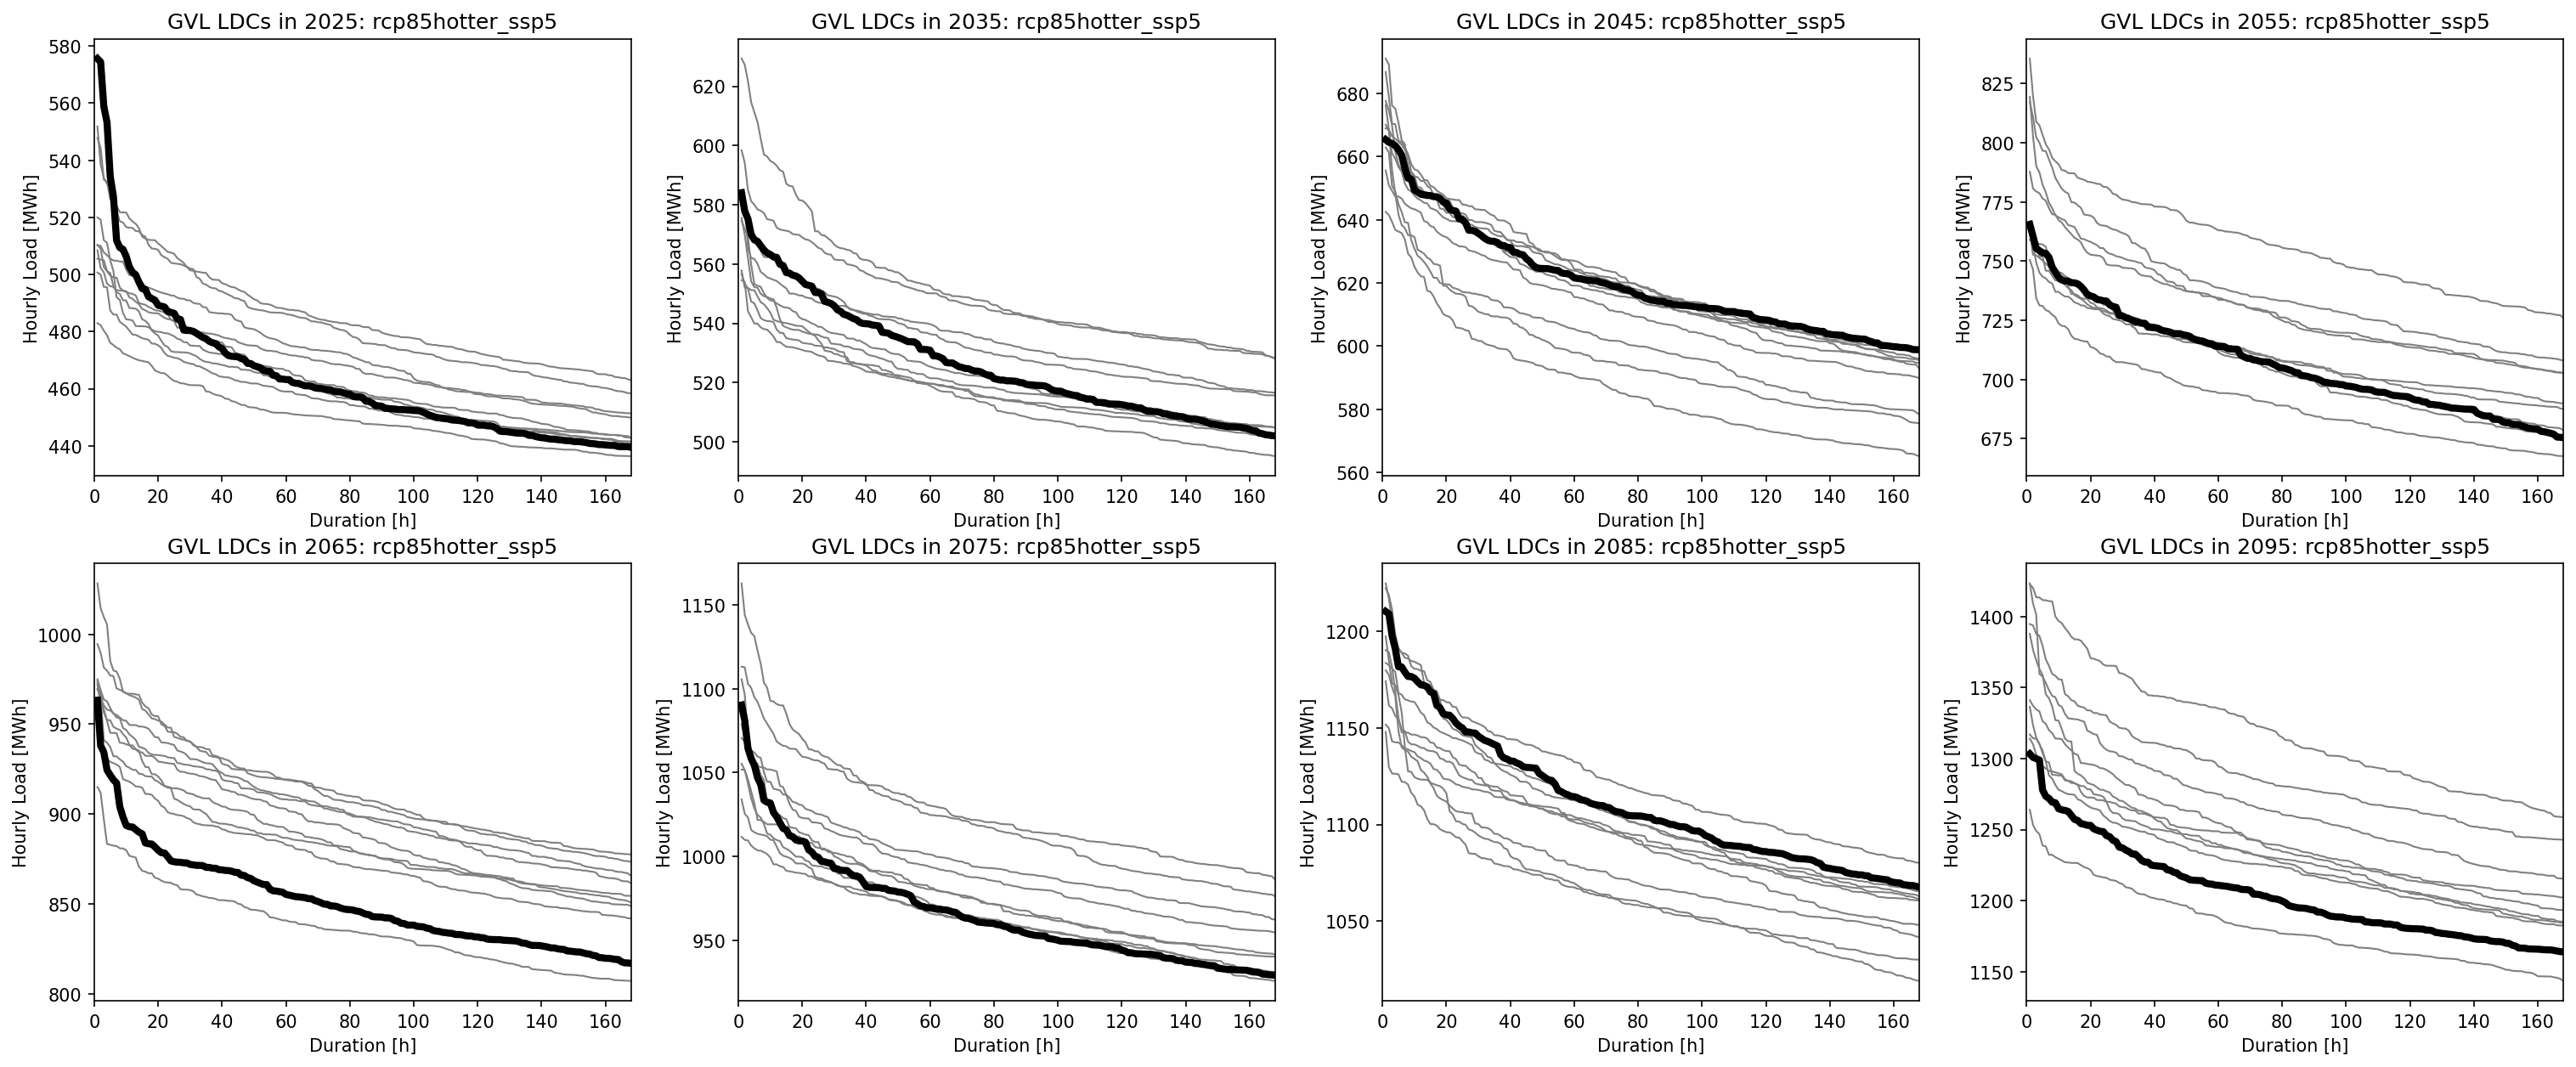 GVL LDCs in 2025: rcp85hotter_ssp5
580
560
540
520
500
480
460
440
Hourly Load [MWh]
0 20 40 60 80 100 120 140 160
Duration [h]
GVL LDCs in 2035: rcp85hotter_ssp5
620
600
580
560
540
520
500
Hourly Load [MWh]
0 20 40 60 80 100 120 140 160
Duration [h]
GVL LDCs in 2045: rcp85hotter_ssp5
680
660
640
620
600
580
560
Hourly Load [MWh]
0 20 40 60 80 100 120 140 160
Duration [h]
GVL LDCs in 2055: rcp85hotter_ssp5
825
800
775
750
725
700
675
Hourly Load [MWh]
0 20 40 60 80 100 120 140 160
Duration [h]
GVL LDCs in 2065: rcp85hotter_ssp5
1000
950
900
850
800
Hourly Load [MWh]
0 20 40 60 80 100 120 140 160
Duration [h]
GVL LDCs in 2075: rcp85hotter_ssp5
1150
1100
1050
1000
950
Hourly Load [MWh]
0 20 40 60 80 100 120 140 160
Duration [h]
GVL LDCs in 2085: rcp85hotter_ssp5
1200
1150
1100
1050
Hourly Load [MWh]
0 20 40 60 80 100 120 140 160
Duration [h]
GVL LDCs in 2095: rcp85hotter_ssp5
1400
1350
1300
1250
1200
1150
Hourly Load [MWh]
0 20 40 60 80 100 120 140 160
Duration [h]